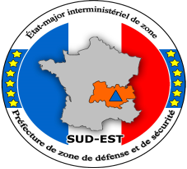 État-major interministériel de zone
SUD-EST
Préfecture de zone de défense et de sécurité